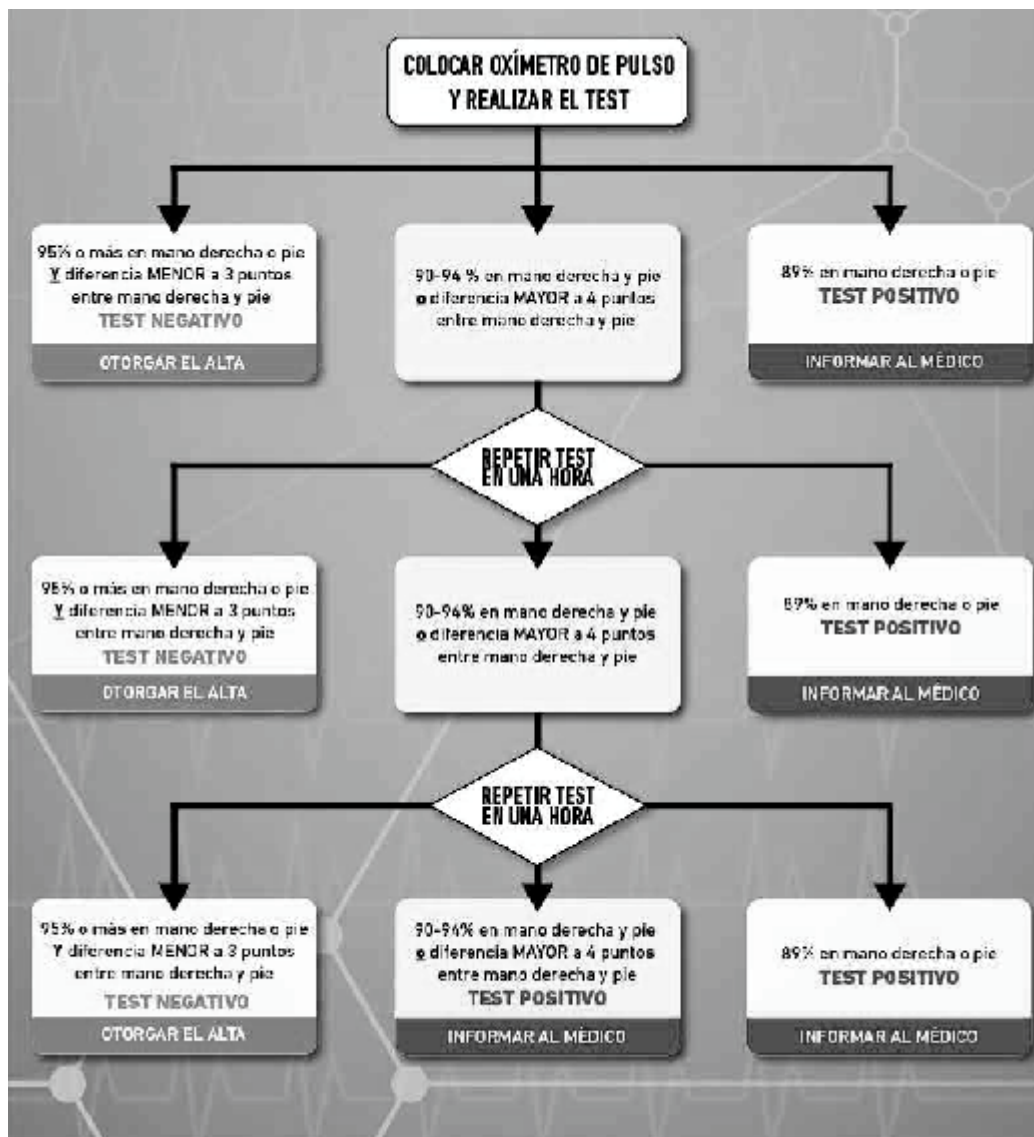 COLOCAR OXÍMETRO DE PULSO
Y REALIZAR EL TEST
95% o más en mano derecha o pie
Y diferencia MENOR a 3 puntos
entre mano derecha y pie
TEST NEGATIVO
OTORGAR EL ALTA
90-94 % en mano derecha y pie
o diferencia MAYOR a 4 puntos
entre mano derecha y pie
89% en mano derecha o pie
TEST POSITIVO
INFORMAR AL MÉDICO
REPETIR TEST
EN UNA HORA
95% o más en mano derecha o pie
Y diferencia MENOR a 3 puntos
entre mano derecha y pie
TEST NEGATIVO
OTORGAR EL ALTA
90-94% en mano derecha y pie
o diferencia MAYOR a 4 puntos
entre mano derecha y pie
89% en mano derecha o pie
TEST POSITIVO
INFORMAR AL MÉDICO
REPETIR TEST
EN UNA HORA
95% o más en mano derecha o pie
Y diferencia MENOR a 3 puntos
entre mano derecha y pie
TEST NEGATIVO
OTORGAR EL ALTA
90-94% en mano derecha y pie
o diferencia MAYOR a 4 puntos
entre mano derecha y pie
TEST POSITIVO
INFORMAR AL MÉDICO
89% en mano derecha o pie
TEST POSITIVO
INFORMAR AL MÉDICO